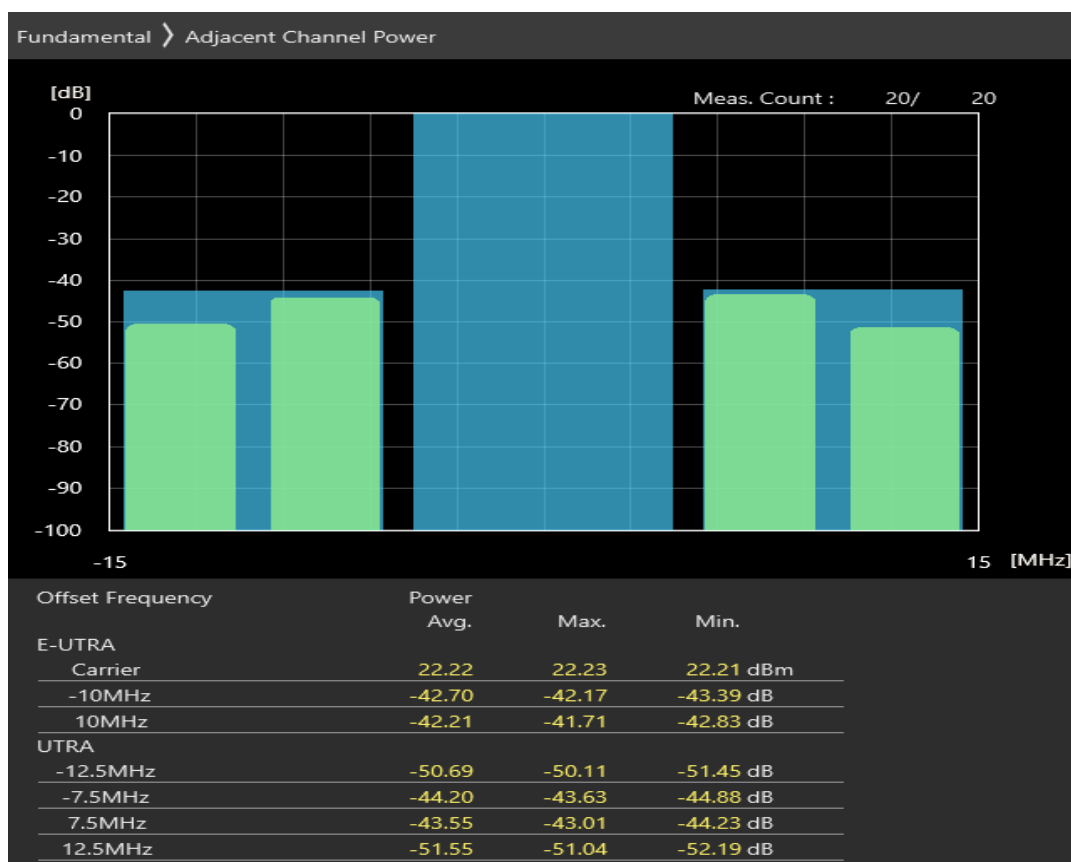 Fundamental ❯ Adjacent Channel Power
[dB]
Meas. Count : 20/ 20
0
-10
-20
-30
-40
-50
-60
-70
-80
-90
-100
-15 15 [MHz]
Offset Frequency Power
Avg. Max. Min.
E-UTRA
Carrier 22.22 22.23 22.21 dBm
-10MHz -42.70 -42.17 -43.39 dB
10MHz -42.21 -41.71 -42.83 dB
UTRA
-12.5MHz -50.69 -50.11 -51.45 dB
-7.5MHz -44.20 -43.63 -44.88 dB
7.5MHz -43.55 -43.01 -44.23 dB
12.5MHz -51.55 -51.04 -52.19 dB